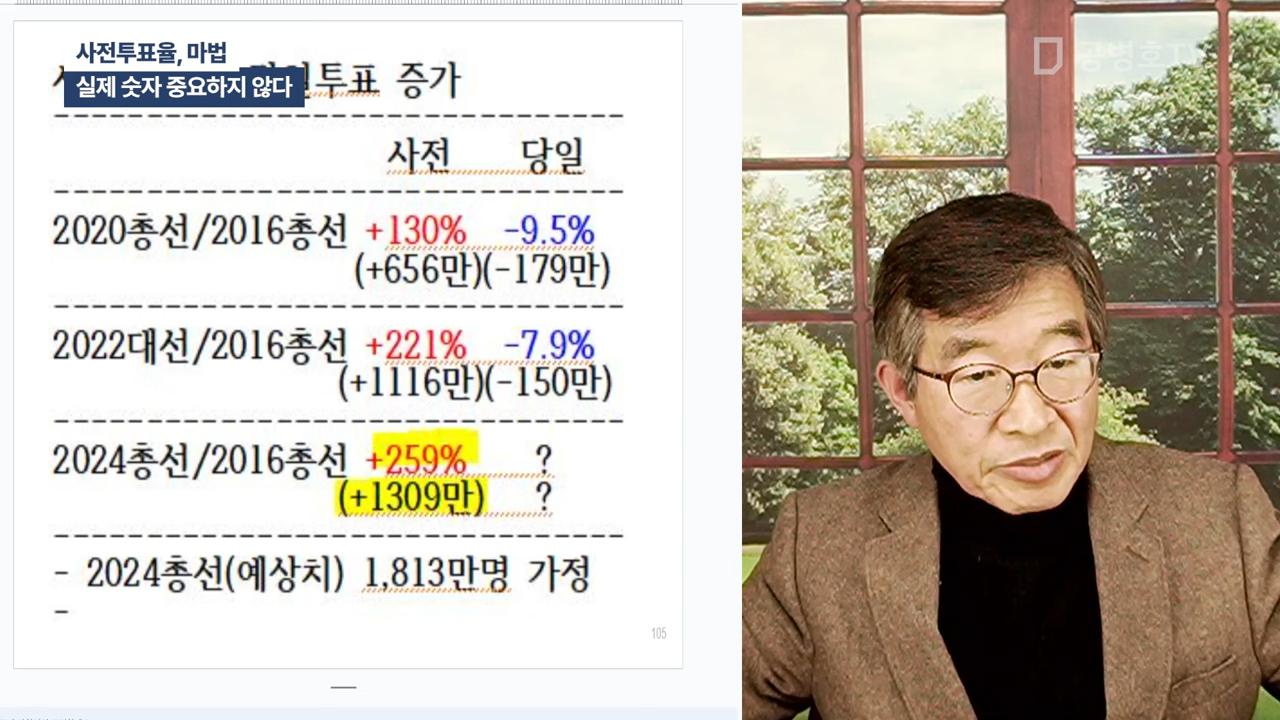 사전투표율, 마법
실제 숫자 중요하지 않다
투표 증가
사전 당일
2020총선/2016총선 +130% -9.5%
(+656만)(-179만)
2022대선/2016총선 +221% -7.9%
(+1116만)(-150만)
2024총선/2016총선 +259% ?
(+1309만) ?
- 2024총선(예상치) 1,813만명 가정
-
105
공병호TV